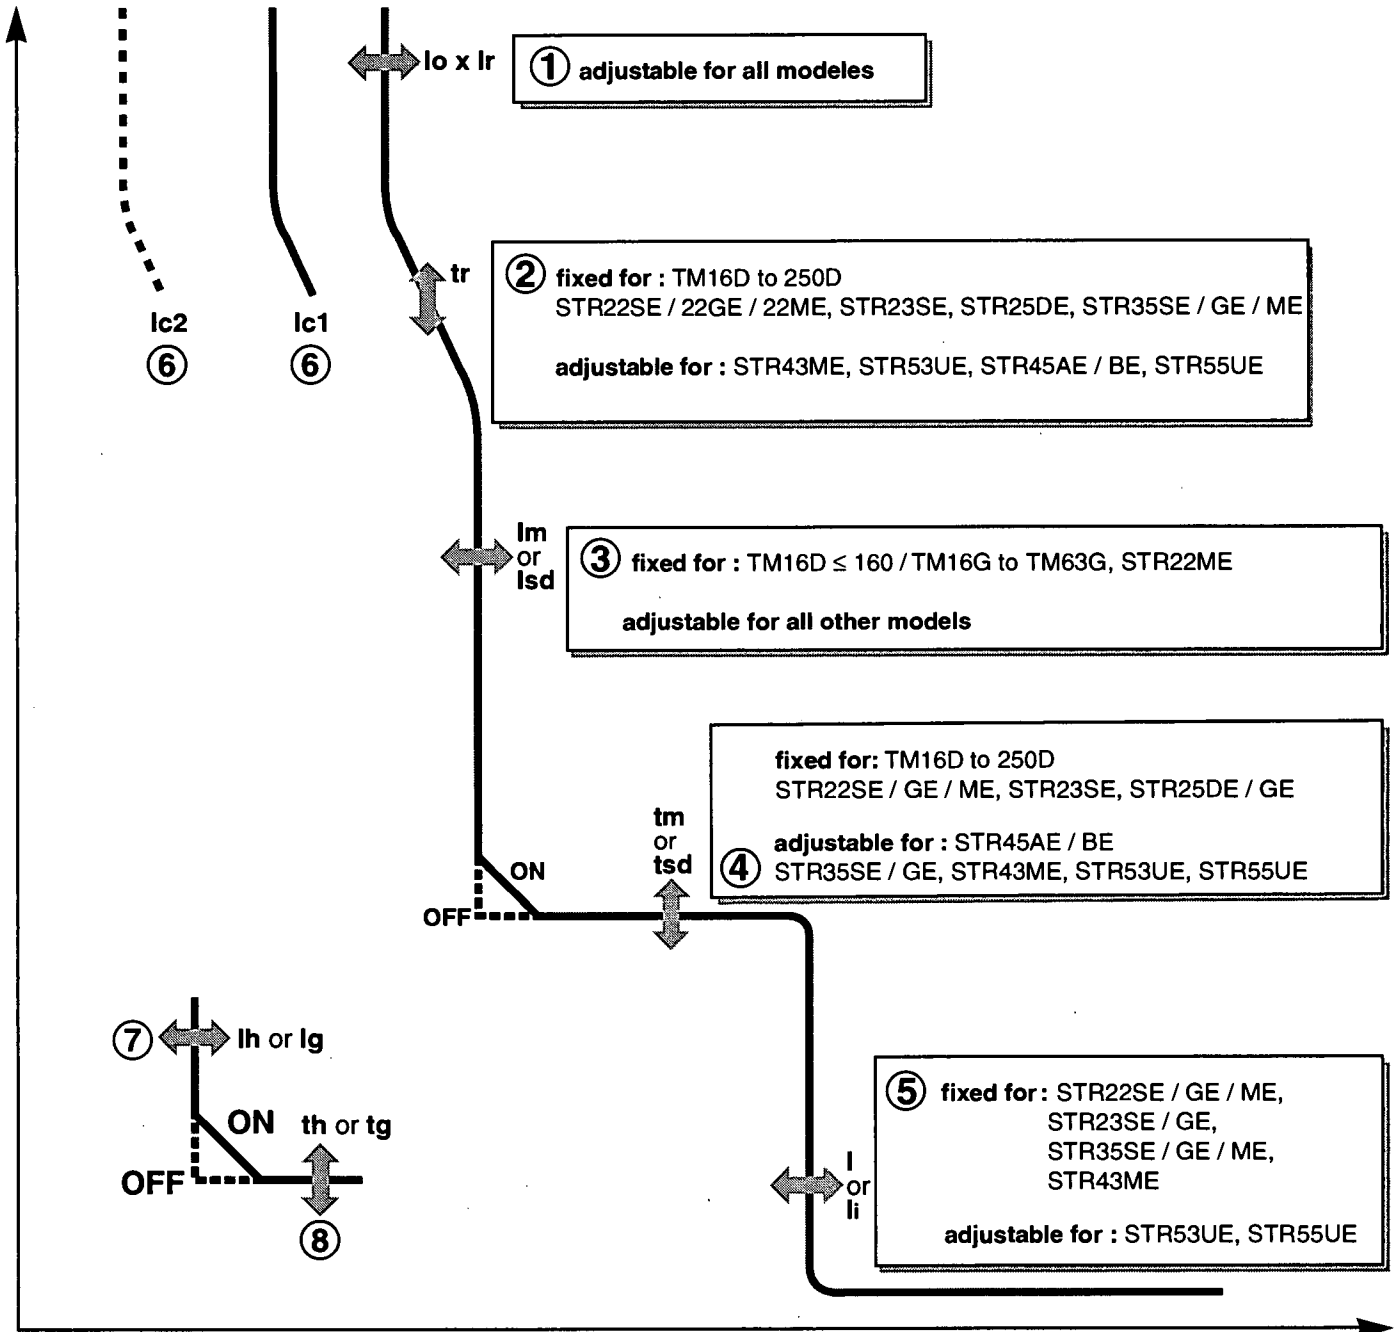 Io x Ir
1 adjustable for all modeles
tr
2 fixed for : TM16D to 250D
STR22SE / 22GE / 22ME, STR23SE, STR25DE, STR35SE / GE / ME
adjustable for : STR43ME, STR53UE, STR45AE / BE, STR55UE
Ic2
6
Ic1
6
Im
or
Isd
3 fixed for : TM16D ≤ 160 / TM16G to TM63G, STR22ME
adjustable for all other models
fixed for: TM16D to 250D
STR22SE / GE / ME, STR23SE, STR25DE / GE
adjustable for : STR45AE / BE
4 STR35SE / GE, STR43ME, STR53UE, STR55UE
tm
or
tsd
ON
OFF
7 Ih or Ig
ON
th or tg
OFF
8
I
or
Ii
5 fixed for : STR22SE / GE / ME,
STR23SE / GE,
STR35SE / GE / ME,
STR43ME
adjustable for : STR53UE, STR55UE